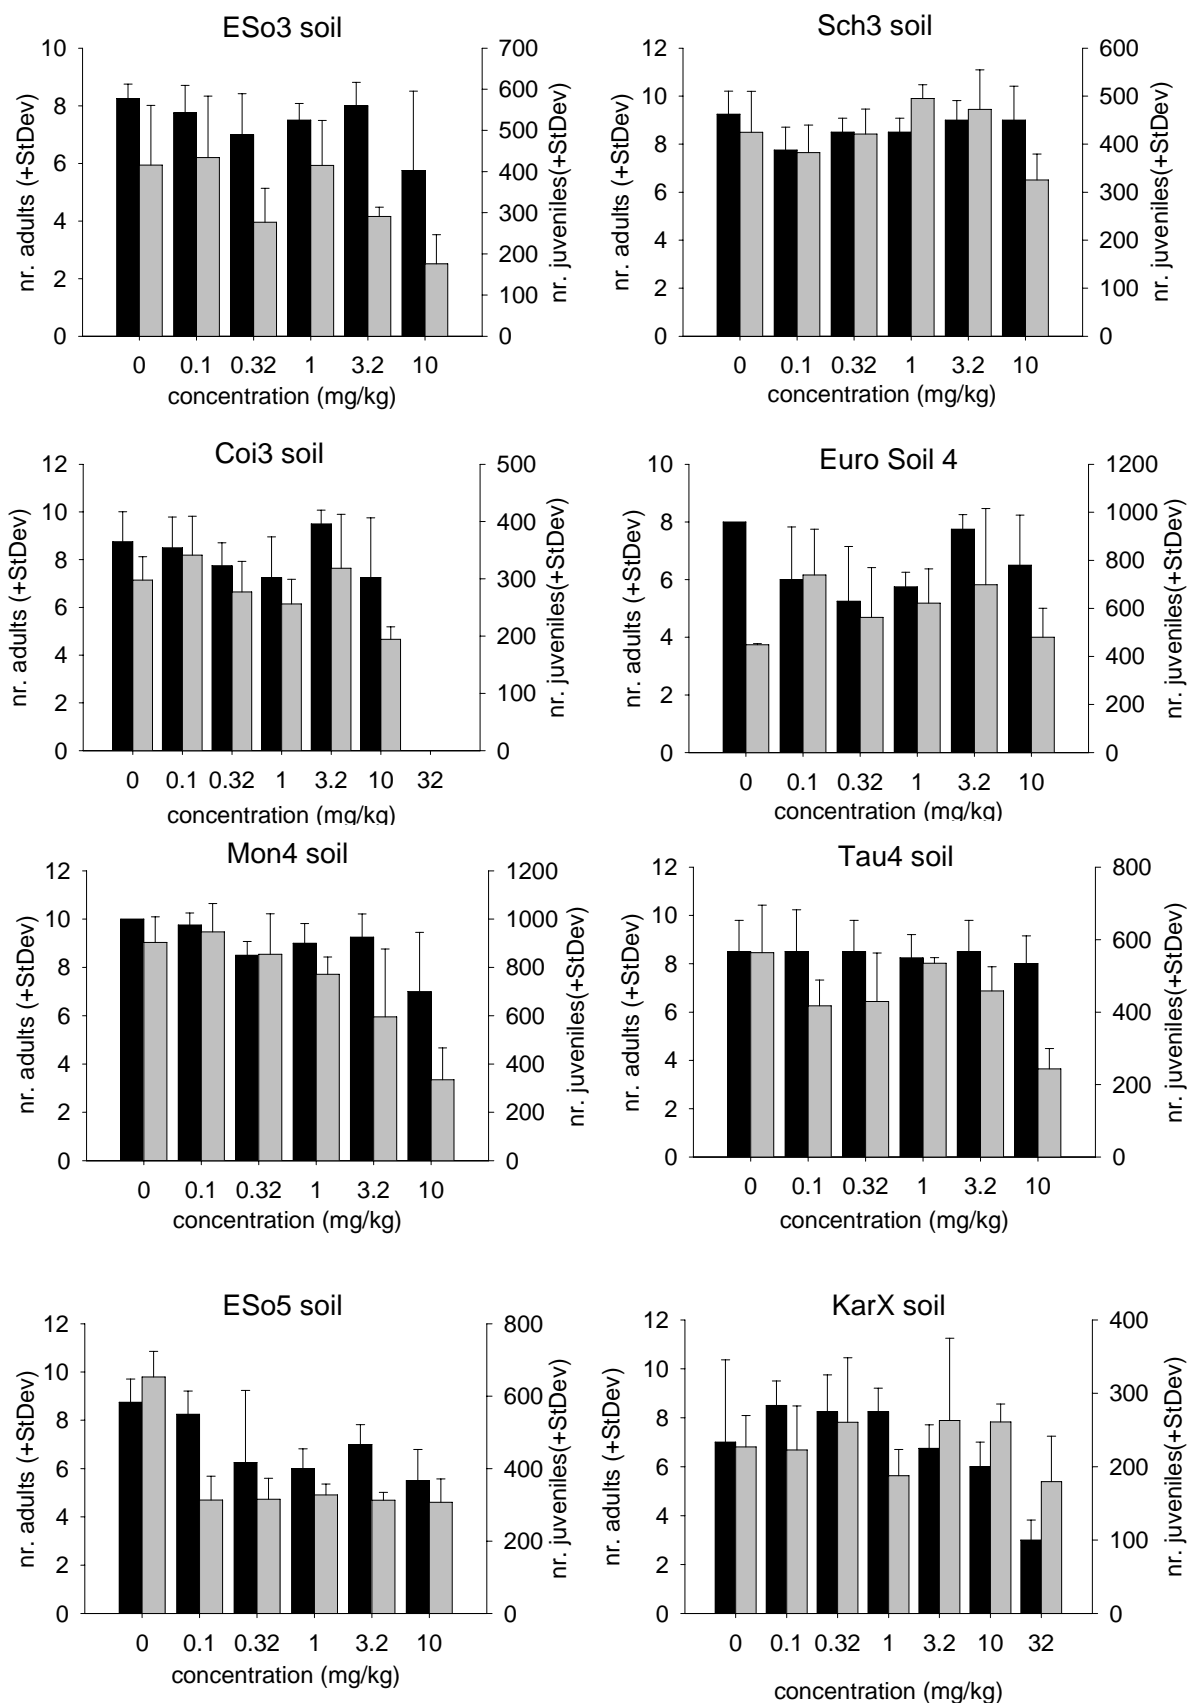 ESo3 soil
10
8
6
4
2
0
nr. adults (+StDev)
700
600
500
400
300
200
100
0
nr. juveniles(+StDev)
0 0.1 0.32 1 3.2 10
concentration (mg/kg)
Sch3 soil
12
10
8
6
4
2
0
nr. adults (+StDev)
600
500
400
300
200
100
0
nr. juveniles(+StDev)
0 0.1 0.32 1 3.2 10
concentration (mg/kg)
Coi3 soil
12
10
8
6
4
2
0
nr. adults (+StDev)
500
400
300
200
100
0
nr. juveniles(+StDev)
0 0.1 0.32 1 3.2 10 32
concentration (mg/kg)
Euro Soil 4
10
8
6
4
2
0
nr. adults (+StDev)
1200
1000
800
600
400
200
0
nr. juveniles(+StDev)
0 0.1 0.32 1 3.2 10
concentration (mg/kg)
Mon4 soil
12
10
8
6
4
2
0
nr. adults (+StDev)
1200
1000
800
600
400
200
0
nr. juveniles(+StDev)
0 0.1 0.32 1 3.2 10
concentration (mg/kg)
Tau4 soil
12
10
8
6
4
2
0
nr. adults (+StDev)
800
600
400
200
0
nr. juveniles(+StDev)
0 0.1 0.32 1 3.2 10
concentration (mg/kg)
ESo5 soil
12
10
8
6
4
2
0
nr. adults (+StDev)
800
600
400
200
0
nr. juveniles(+StDev)
0 0.1 0.32 1 3.2 10
concentration (mg/kg)
KarX soil
12
10
8
6
4
2
0
nr. adults (+StDev)
400
300
200
100
0
nr. juveniles(+StDev)
0 0.1 0.32 1 3.2 10 32
concentration (mg/kg)